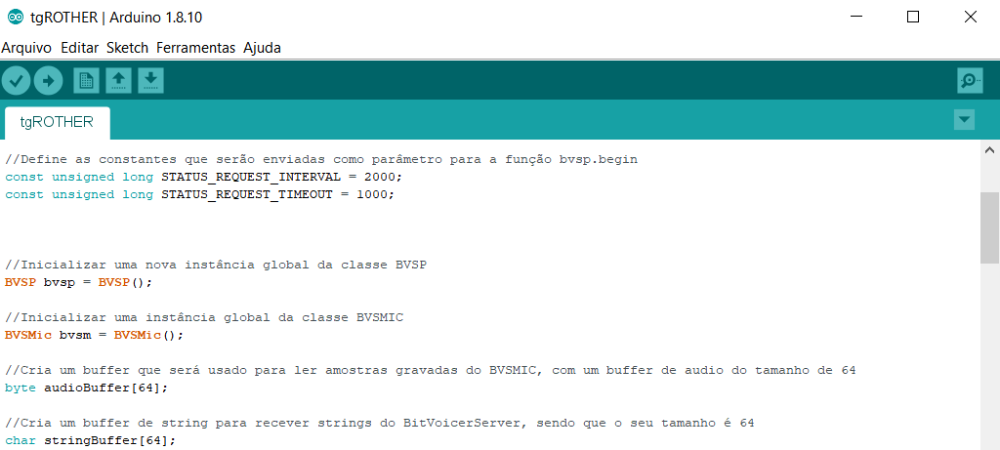 tgROTHER | Arduino 1.8.10
Arquivo Editar Sketch Ferramentas Ajuda
tgROTHER
//Define as constantes que serão enviadas como parâmetro para a função bvsp.begin
const unsigned long STATUS_REQUEST_INTERVAL = 2000;
const unsigned long STATUS_REQUEST_TIMEOUT = 1000;
//Inicializar uma nova instância global da classe BVSP
BVSP bvsp = BVSP();
//Inicializar uma instância global da classe BVSMIC
BVSMic bvsm = BVSMic();
//Cria um buffer que será usado para ler amostras gravadas do BVSMIC, com um buffer de audio do tamanho de 64
byte audioBuffer[64];
//Cria um buffer de string para recever strings do BitVoicerServer, sendo que o seu tamanho é 64
char stringBuffer[64];